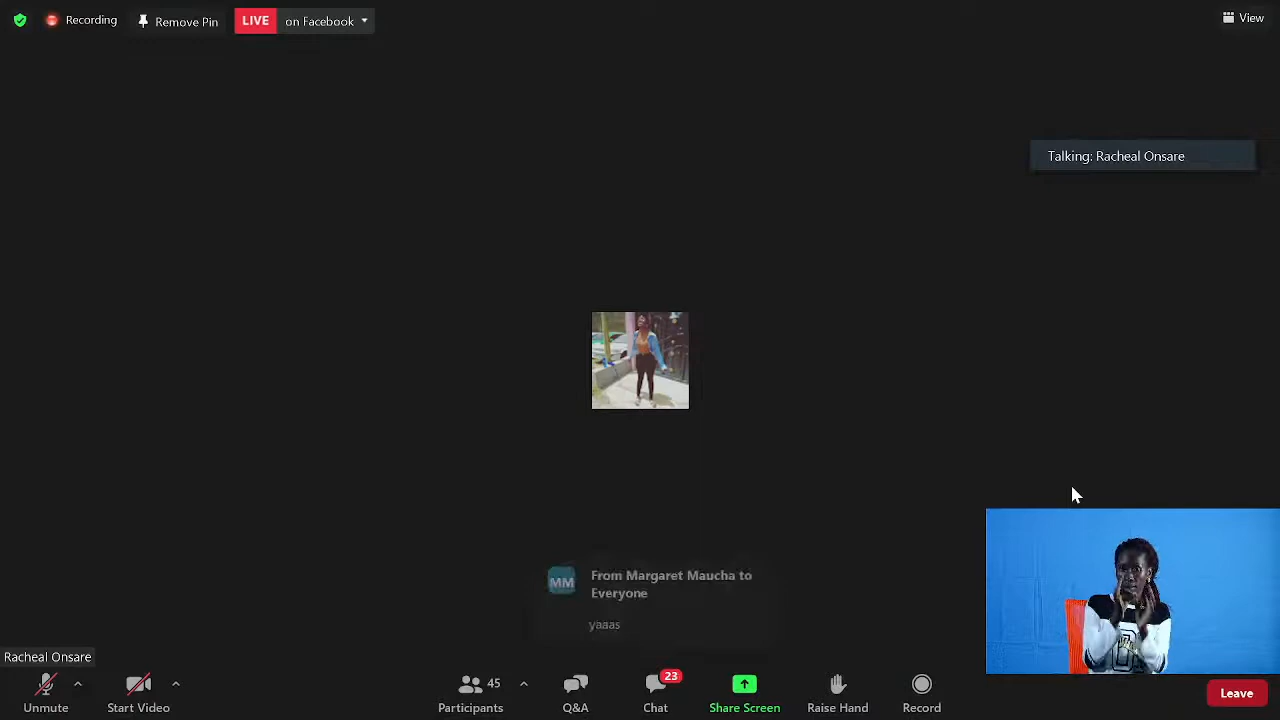 Recording
Remove Pin
LIVE
on Facebook
View
Talking: Racheal Onsare
MM
From Margaret Maucha to
Everyone
yaaas
Racheal Onsare
Unmute
Start Video
45
Participants
Q&A
23
Chat
Share Screen
Raise Hand
Record
Leave